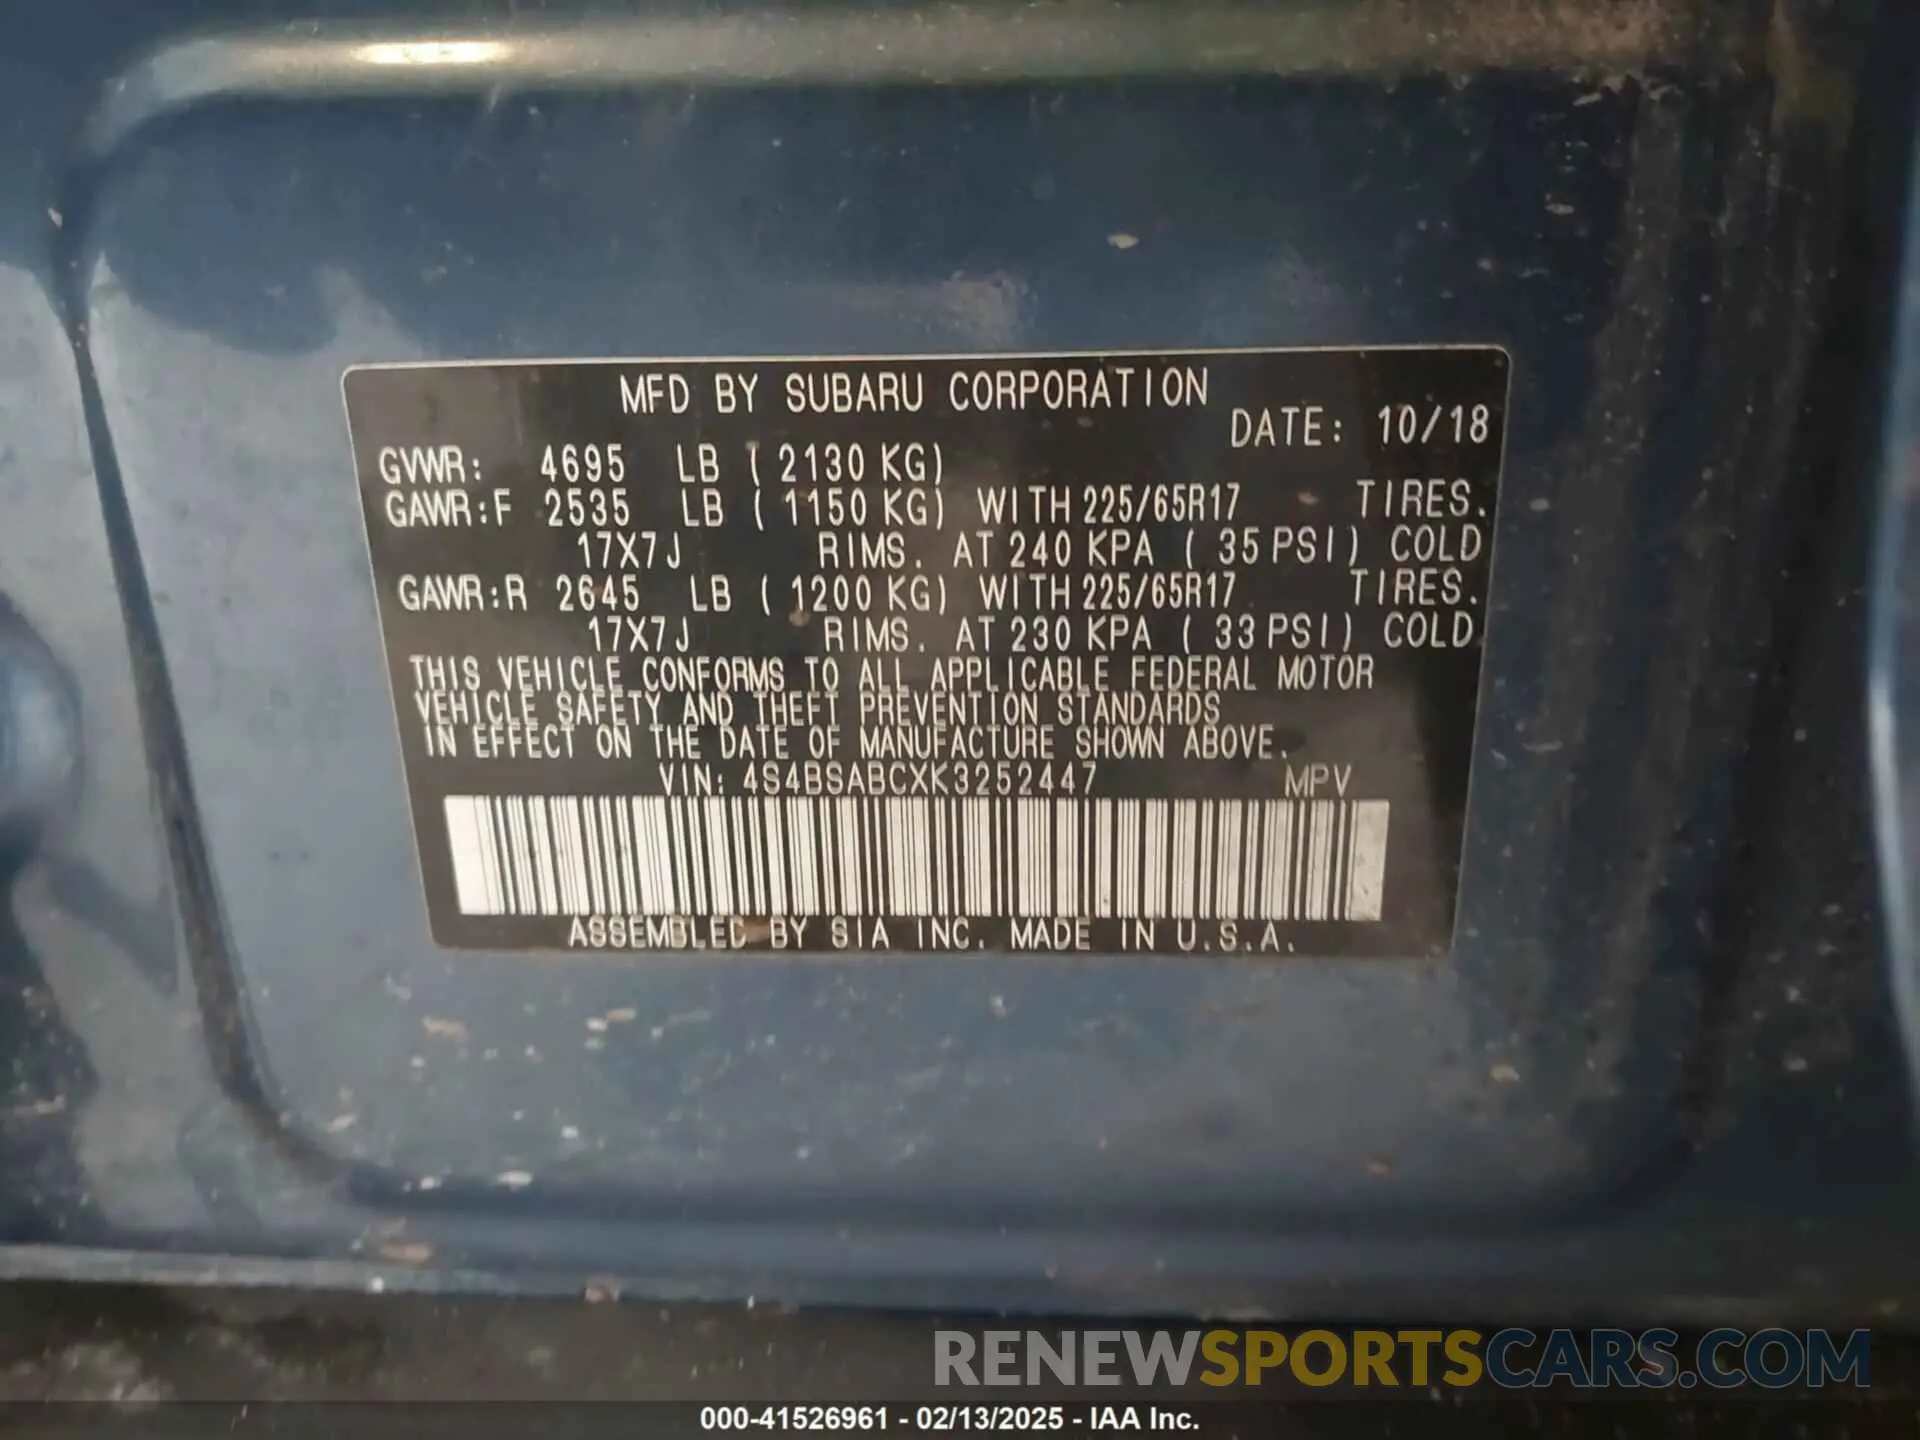 MFD BY SUBARU CORPORATION
DATE: 10/18
GVWR: 4695 LB ( 2130 KG)
GAWR:F 2535 LB ( 1150 KG) WITH 225/65R17 TIRES.
17X7J RIMS. AT 240 KPA ( 35 PSI) COLD
GAWR:R 2645 LB ( 1200 KG) WITH 225/65R17 TIRES.
17X7J RIMS. AT 230 KPA ( 33 PSI) COLD
THIS VEHICLE CONFORMS TO ALL APPLICABLE FEDERAL MOTOR
VEHICLE SAFETY AND THEFT PREVENTION STANDARDS
IN EFFECT ON THE DATE OF MANUFACTURE SHOWN ABOVE.
VIN: 4S4BSABCXK3252447 MPV
ASSEMBLED BY SIA INC. MADE IN U.S.A.
RENEWSPORTSCARS.COM
000-41526961 - 02/13/2025 - IAA Inc.